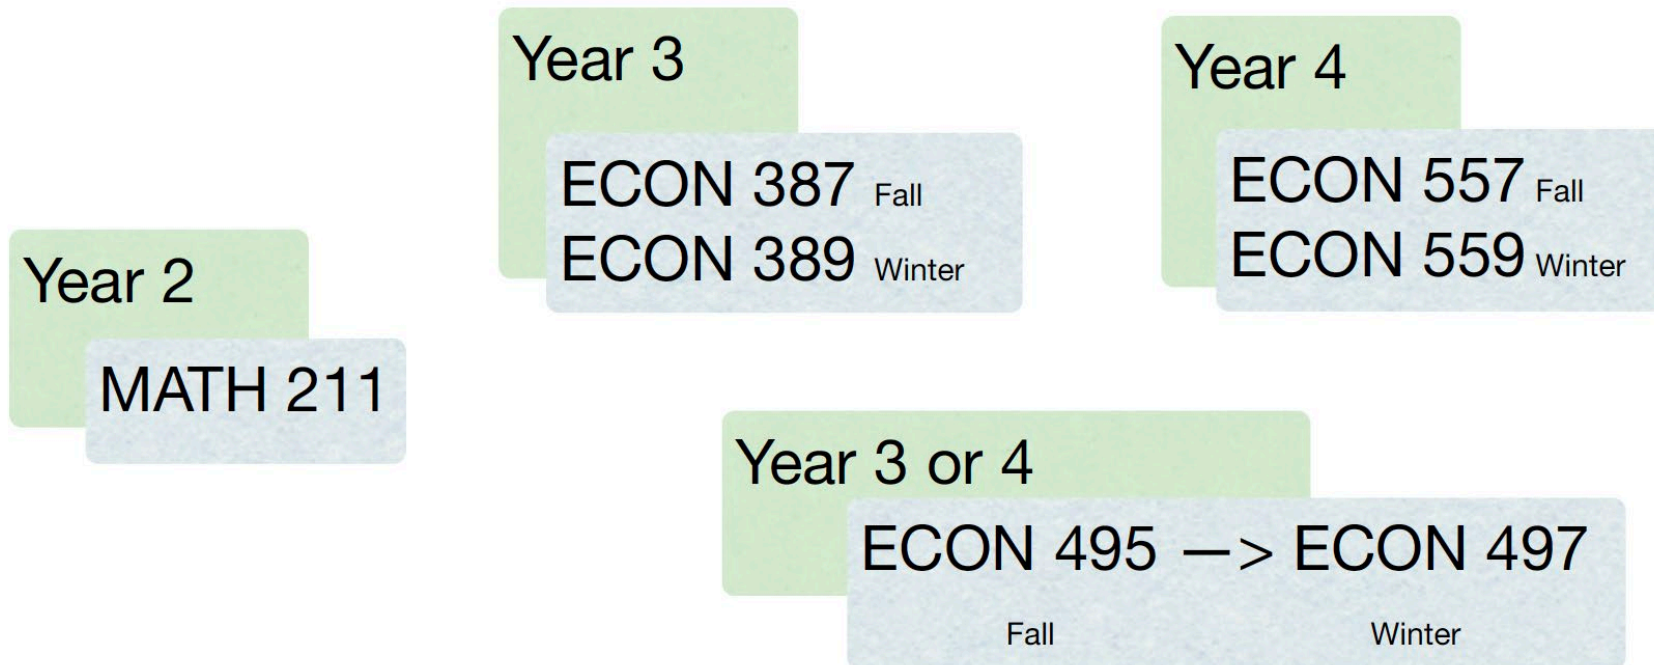 Year 2
MATH 211
Year 3
ECON 387 Fall
ECON 389 Winter
Year 4
ECON 557 Fall
ECON 559 Winter
Year 3 or 4
ECON 495 —> ECON 497
Fall Winter